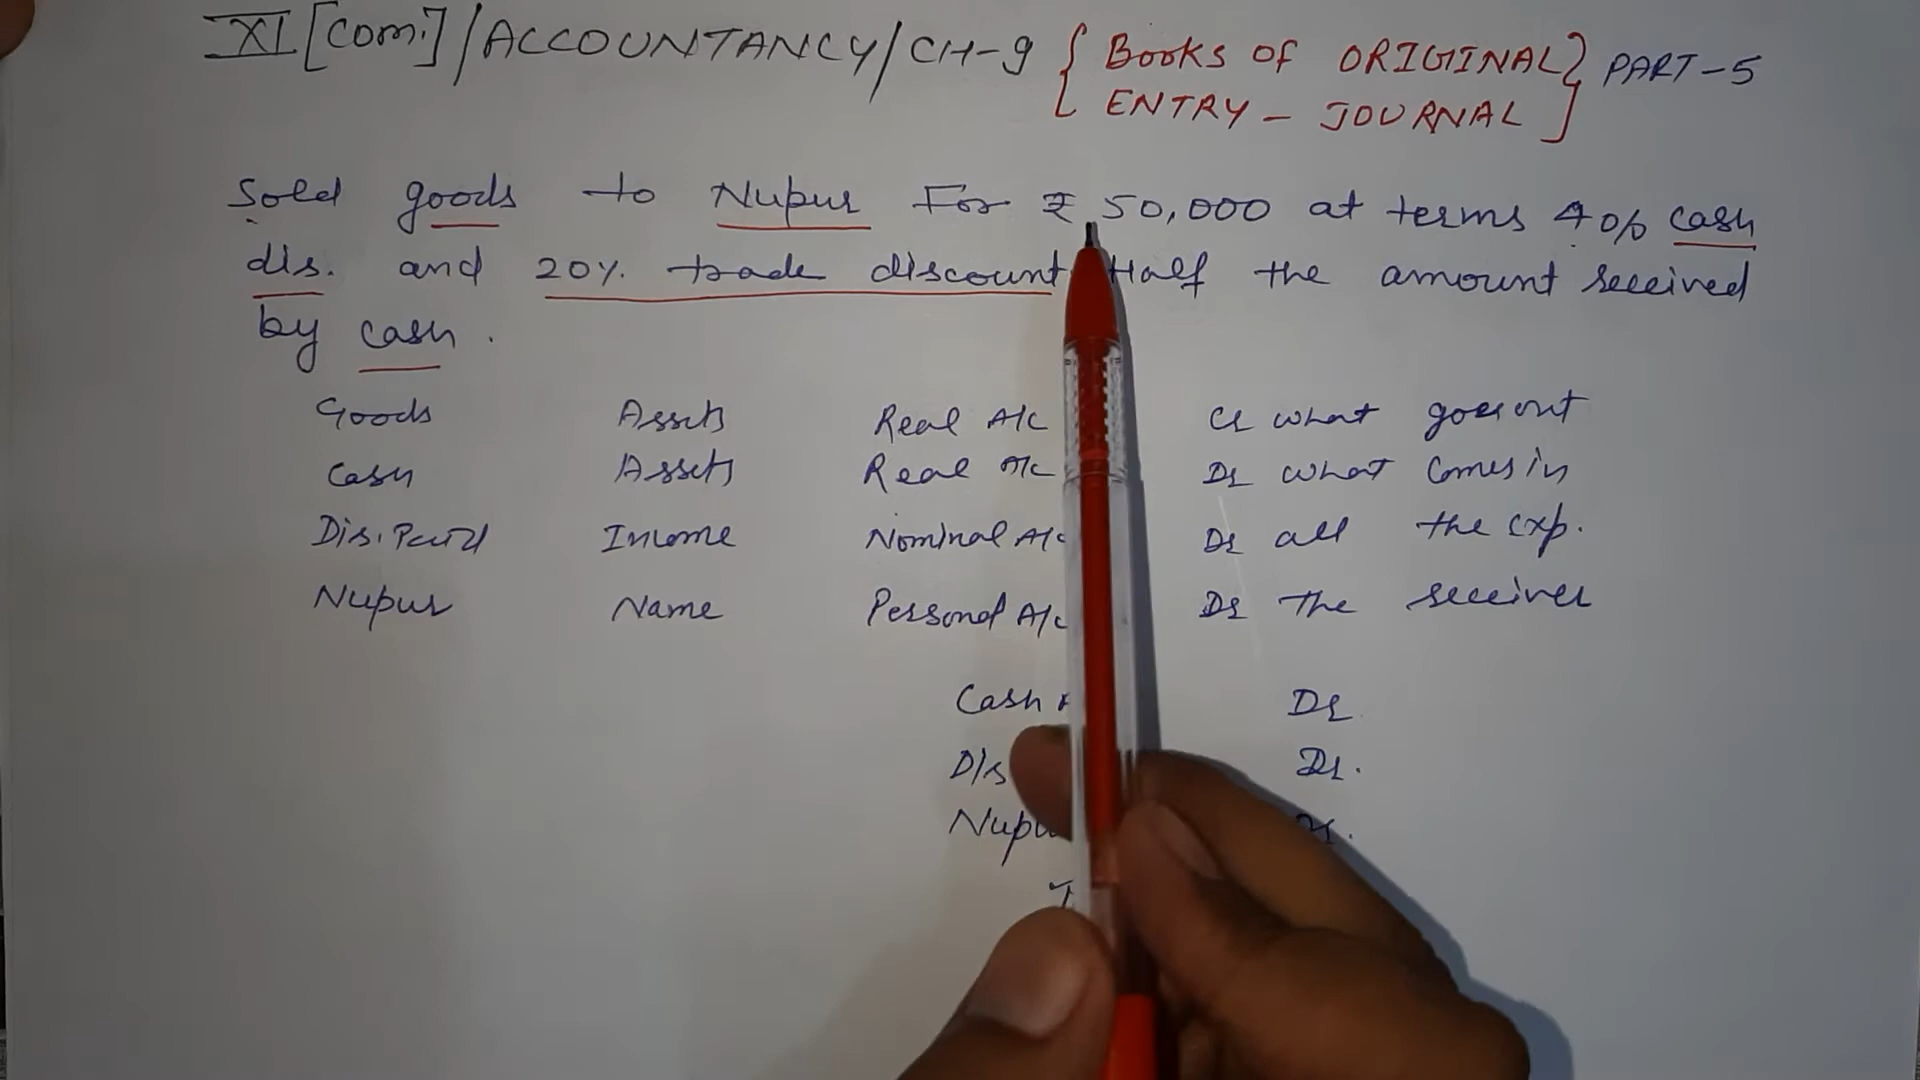 XI [Com.] / ACCOUNTANCY / CH-9 { BOOKS OF ORIGINAL } PART-5
ENTRY - JOURNAL
Sold goods to Nupur For ₹ 50,000 at terms 4% cash
dis. and 20% trade discount Half the amount received
by cash.
Goods Assets Real A/c Cr what goes out
Cash Assets Real A/c Dr what Comes in
Dis. Paid Income Nominal A/c Dr all the exp.
Nupur Name Personal A/c Dr The receiver
Cash Dr
Dis Dr.
Nupu